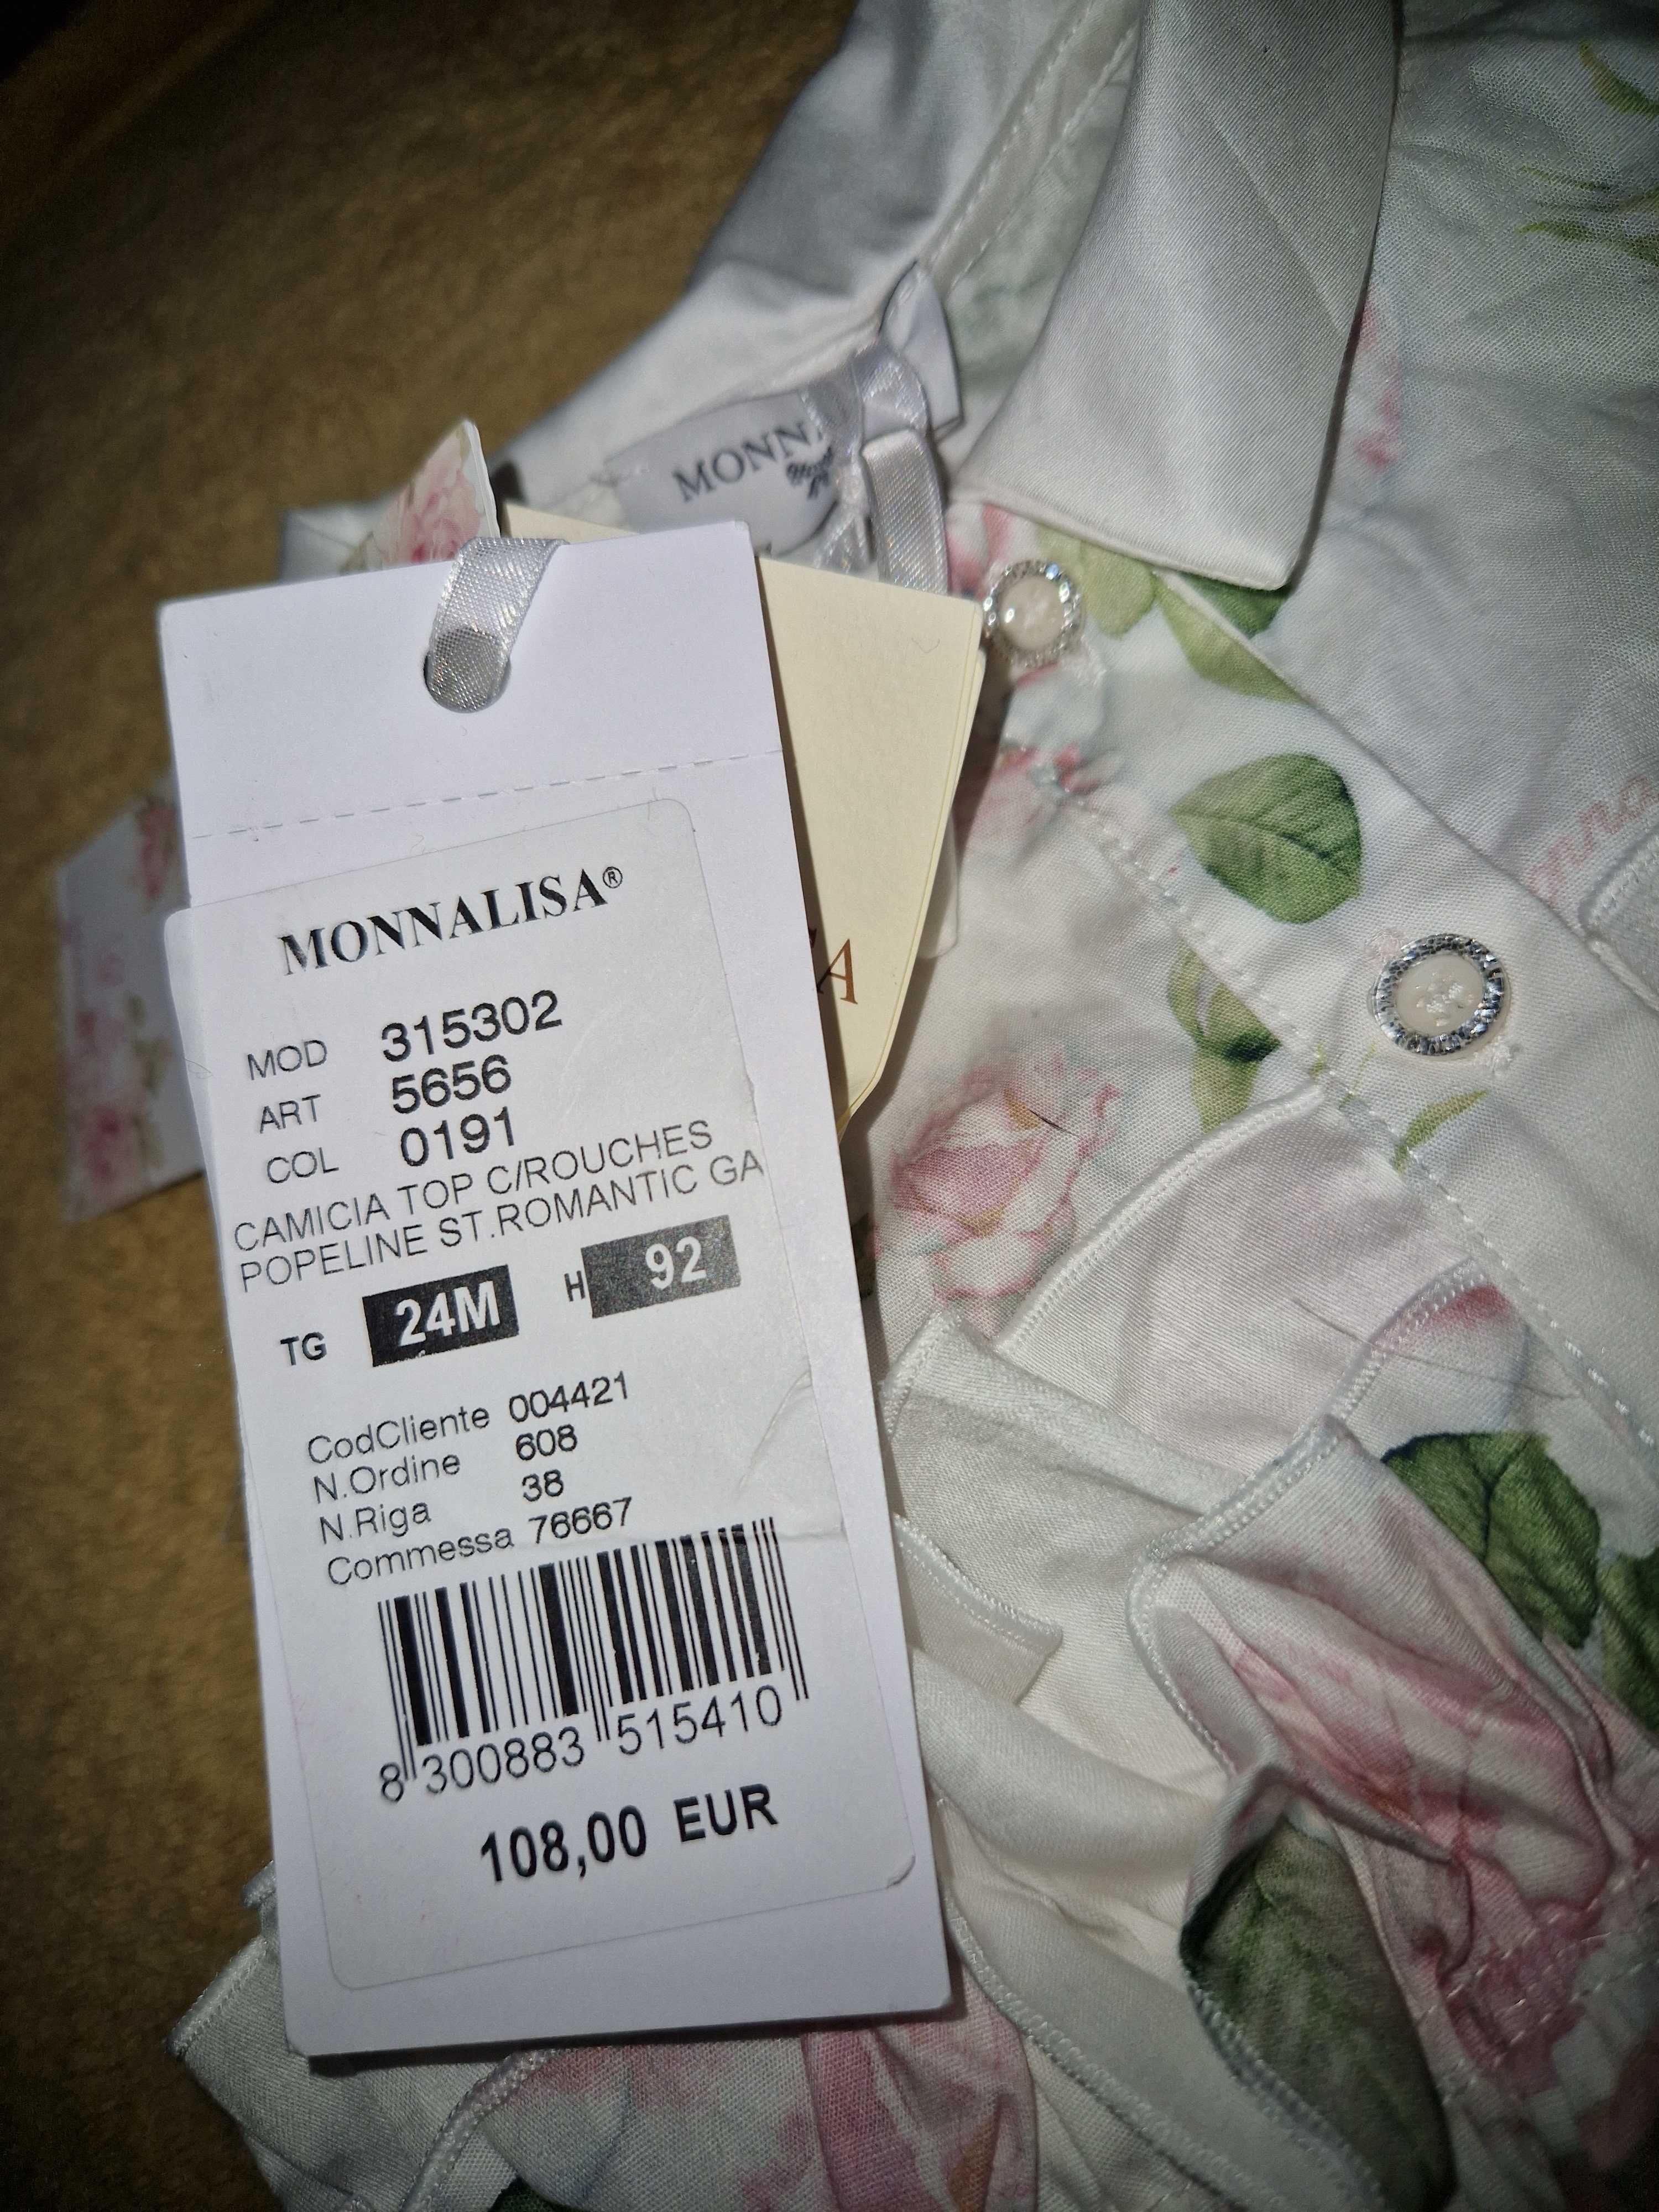 MONN
MONNALISA®
MOD 315302
ART 5656
COL 0191
CAMICIA TOP C/ROUCHES
POPELINE ST.ROMANTIC GA
TG 24M H 92
CodCliente 004421
N.Ordine 608
N.Riga 38
Commessa 76667
8 300883 515410
108,00 EUR